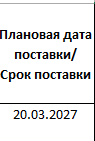 Плановая дата
поставки/
Срок поставки
20.03.2027